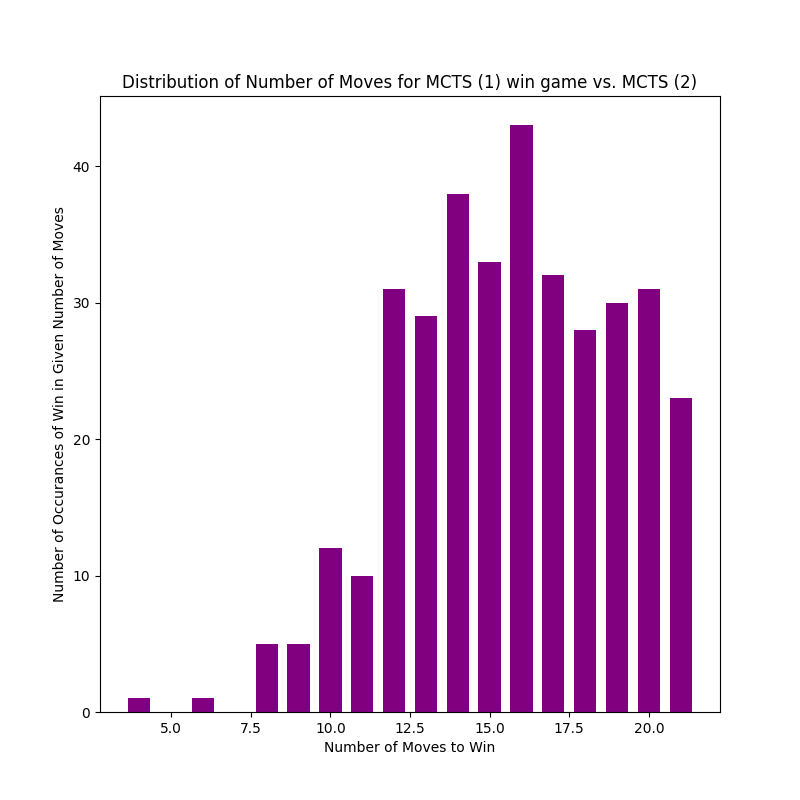 Distribution of Number of Moves for MCTS (1) win game vs. MCTS (2)
Number of Occurances of Win in Given Number of Moves
40
30
20
10
0
5.0 7.5 10.0 12.5 15.0 17.5 20.0
Number of Moves to Win